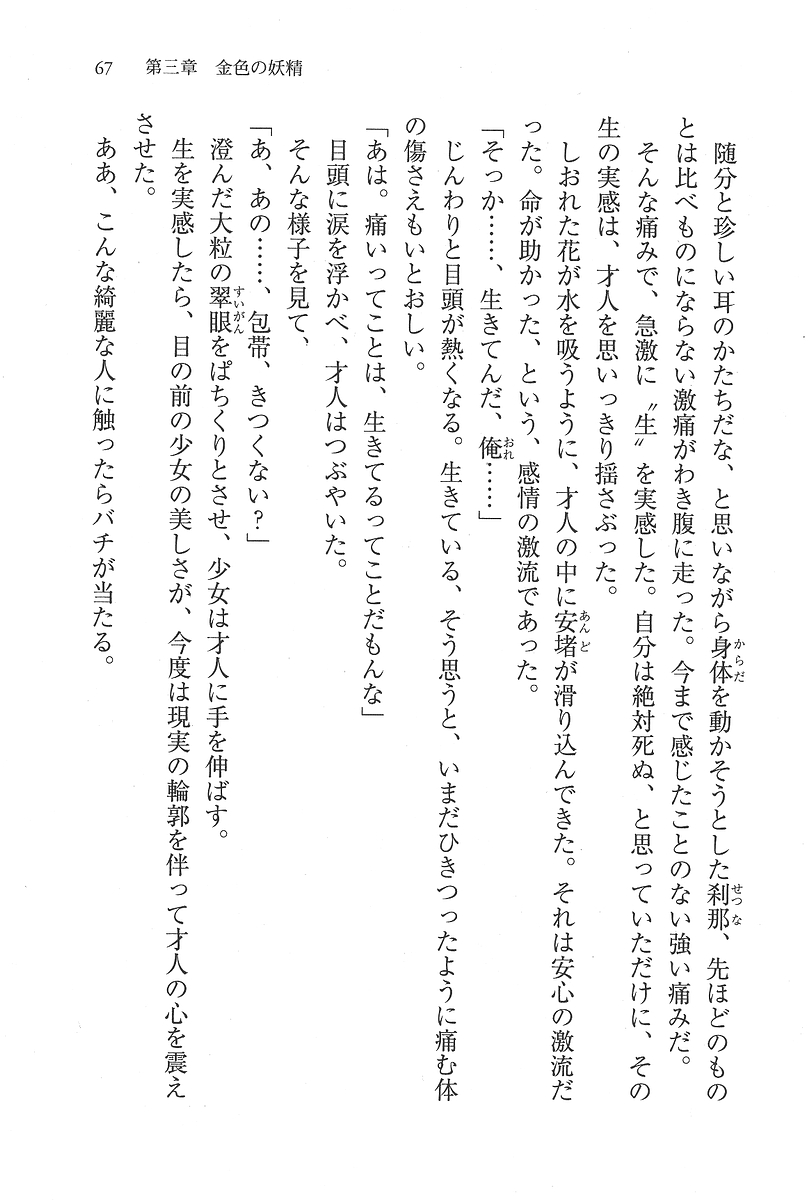 67　第三章　金色の妖精
　随分と珍しい耳のかたちだな、と思いながら身体を動かそうとした刹那、先ほどのもの
とは比べものにならない激痛がわき腹に走った。今まで感じたことのない強い痛みだ。
　そんな痛みで、急激に〝生〟を実感した。自分は絶対死ぬ、と思っていただけに、その
生の実感は、才人を思いっきり揺さぶった。
　しおれた花が水を吸うように、才人の中に安堵が滑り込んできた。それは安心の激流だ
った。命が助かった、という、感情の激流であった。
「そっか……、生きてんだ、俺……」
　じんわりと目頭が熱くなる。生きている、そう思うと、いまだひきつったように痛む体
の傷さえもいとおしい。
「あは。痛いってことは、生きてるってことだもんな」
　目頭に涙を浮かべ、才人はつぶやいた。
　そんな様子を見て、
「あ、あの……、包帯、きつくない？」
　澄んだ大粒の翠眼をぱちくりとさせ、少女は才人に手を伸ばす。
　生を実感したら、目の前の少女の美しさが、今度は現実の輪郭を伴って才人の心を震え
させた。
　ああ、こんな綺麗な人に触ったらバチが当たる。